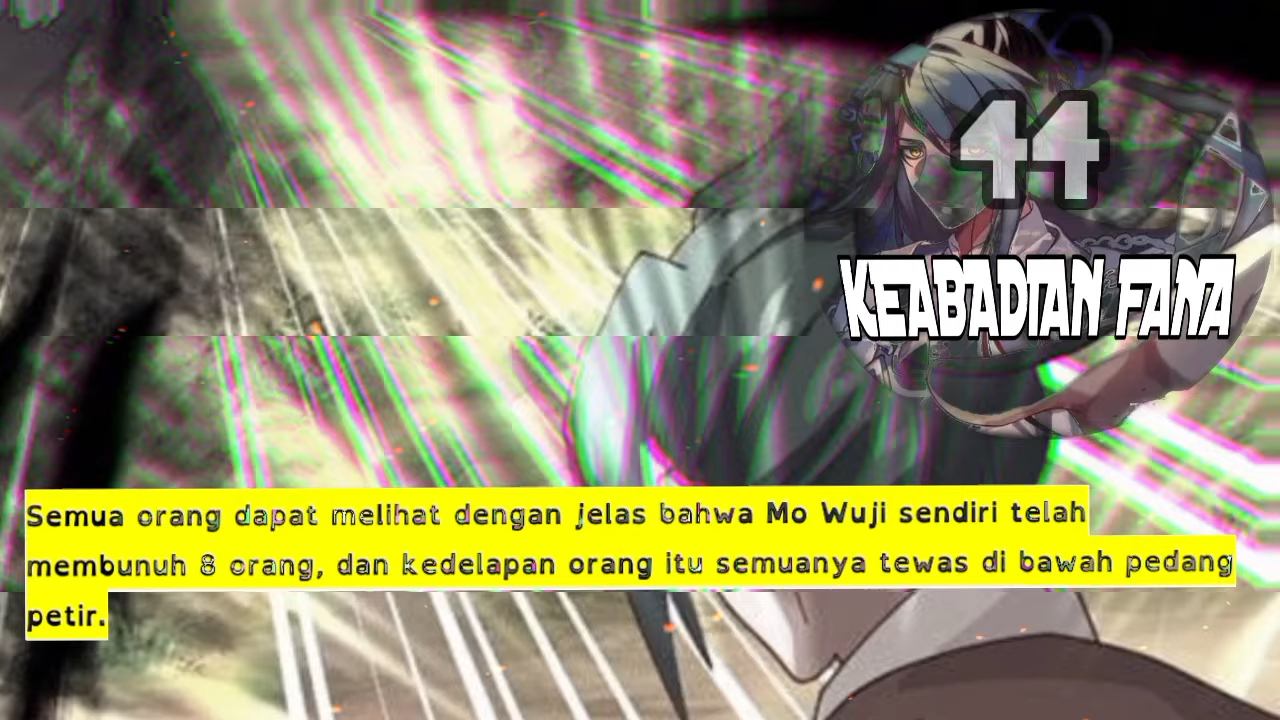 44
KEABADIAN FANA
Semua orang dapat melihat dengan jelas bahwa Mo Wuji sendiri telah
membunuh 8 orang, dan kedelapan orang itu semuanya tewas di bawah pedang
petir.